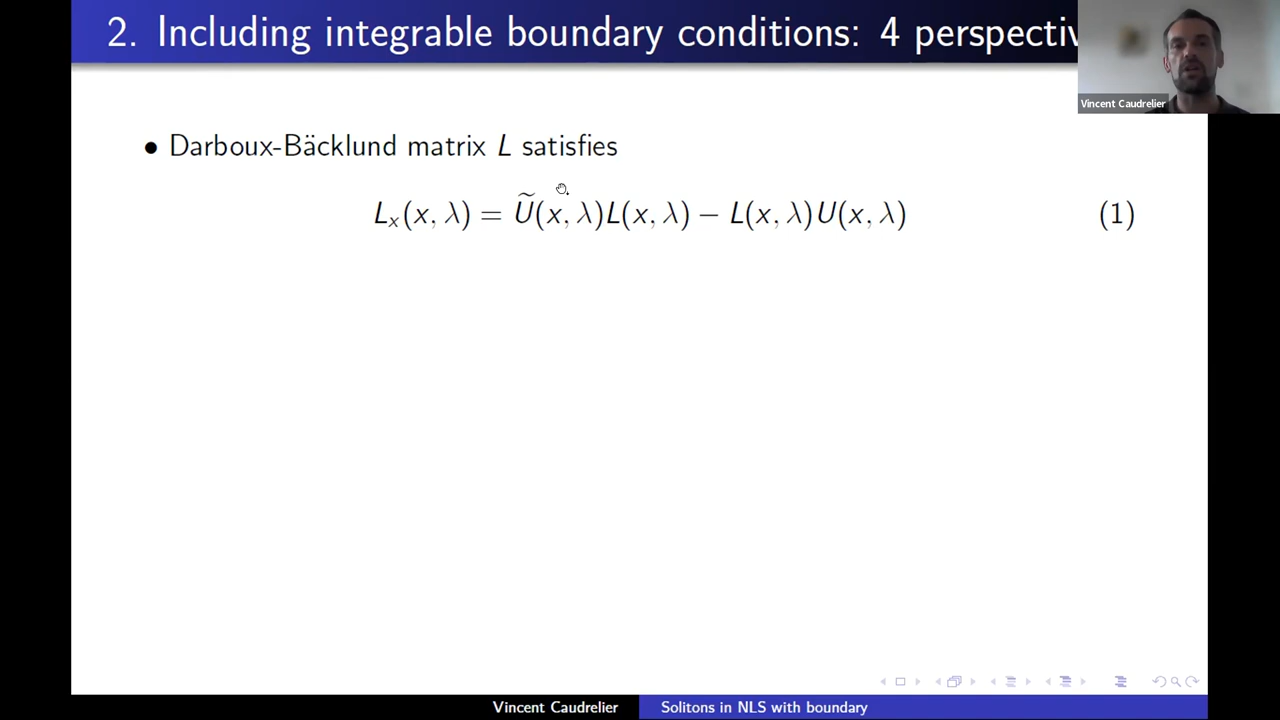 2. Including integrable boundary conditions: 4 perspectiv
Vincent Caudrelier
• Darboux-Bäcklund matrix L satisfies
Lₓ(x, λ) = Ũ(x, λ)L(x, λ) − L(x, λ)U(x, λ) (1)
Vincent Caudrelier Solitons in NLS with boundary